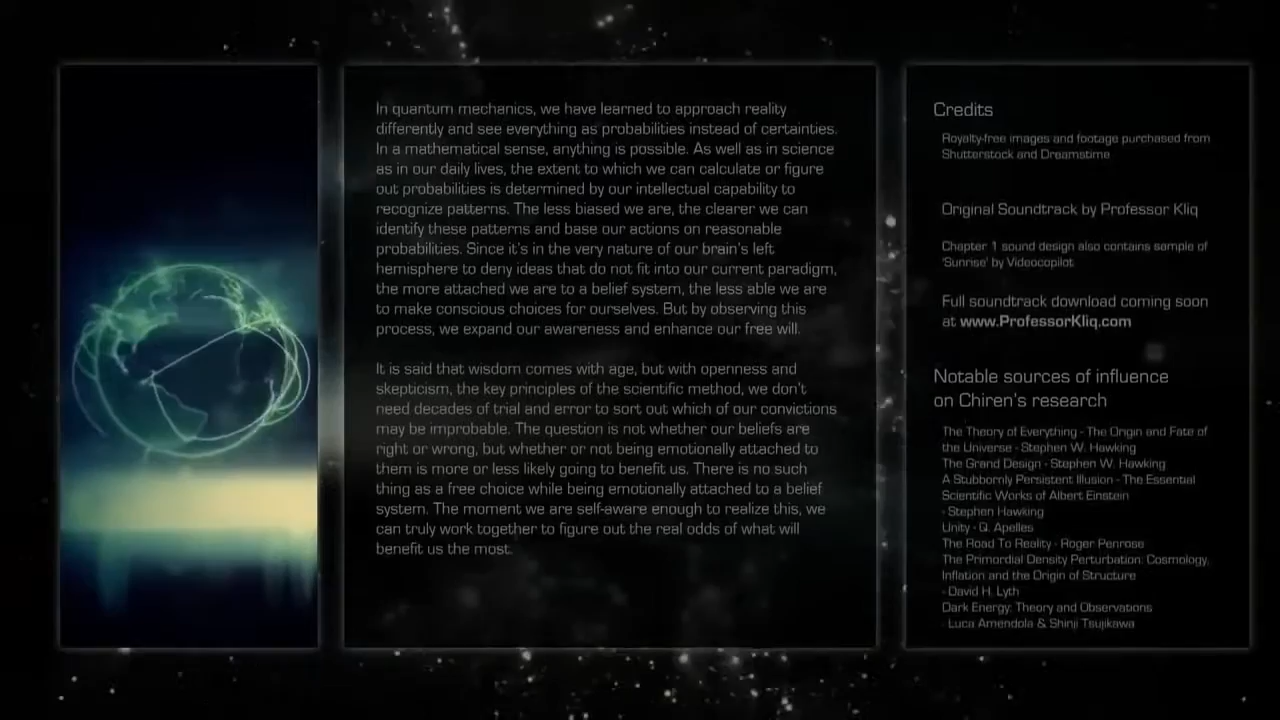 In quantum mechanics, we have learned to approach reality
differently and see everything as probabilities instead of certainties.
In a mathematical sense, anything is possible. As well as in science
as in our daily lives, the extent to which we can calculate or figure
out probabilities is determined by our intellectual capability to
recognize patterns. The less biased we are, the clearer we can
identify these patterns and base our actions on reasonable
probabilities. Since it's in the very nature of our brain's left
hemisphere to deny ideas that do not fit into our current paradigm,
the more attached we are to a belief system, the less able we are
to make conscious choices for ourselves. But by observing this
process, we expand our awareness and enhance our free will.
It is said that wisdom comes with age, but with openness and
skepticism, the key principles of the scientific method, we don't
need decades of trial and error to sort out which of our convictions
may be improbable. The question is not whether our beliefs are
right or wrong, but whether or not being emotionally attached to
them is more or less likely going to benefit us. There is no such
thing as a free choice while being emotionally attached to a belief
system. The moment we are self-aware enough to realize this, we
can truly work together to figure out the real odds of what will
benefit us the most.
Credits
Royalty-free images and footage purchased from
Shutterstock and Dreamstime
Original Soundtrack by Professor Kliq
Chapter 1 sound design also contains sample of
'Sunrise' by Videocopilot
Full soundtrack download coming soon
at www.ProfessorKliq.com
Notable sources of influence
on Chiren's research
The Theory of Everything - The Origin and Fate of
the Universe - Stephen W. Hawking
The Grand Design - Stephen W. Hawking
A Stubbornly Persistent Illusion - The Essential
Scientific Works of Albert Einstein
- Stephen Hawking
Unity - Q. Apelles
The Road To Reality - Roger Penrose
The Primordial Density Perturbation: Cosmology,
Inflation and the Origin of Structure
- David H. Lyth
Dark Energy: Theory and Observations
- Luca Amendola & Shinji Tsujikawa